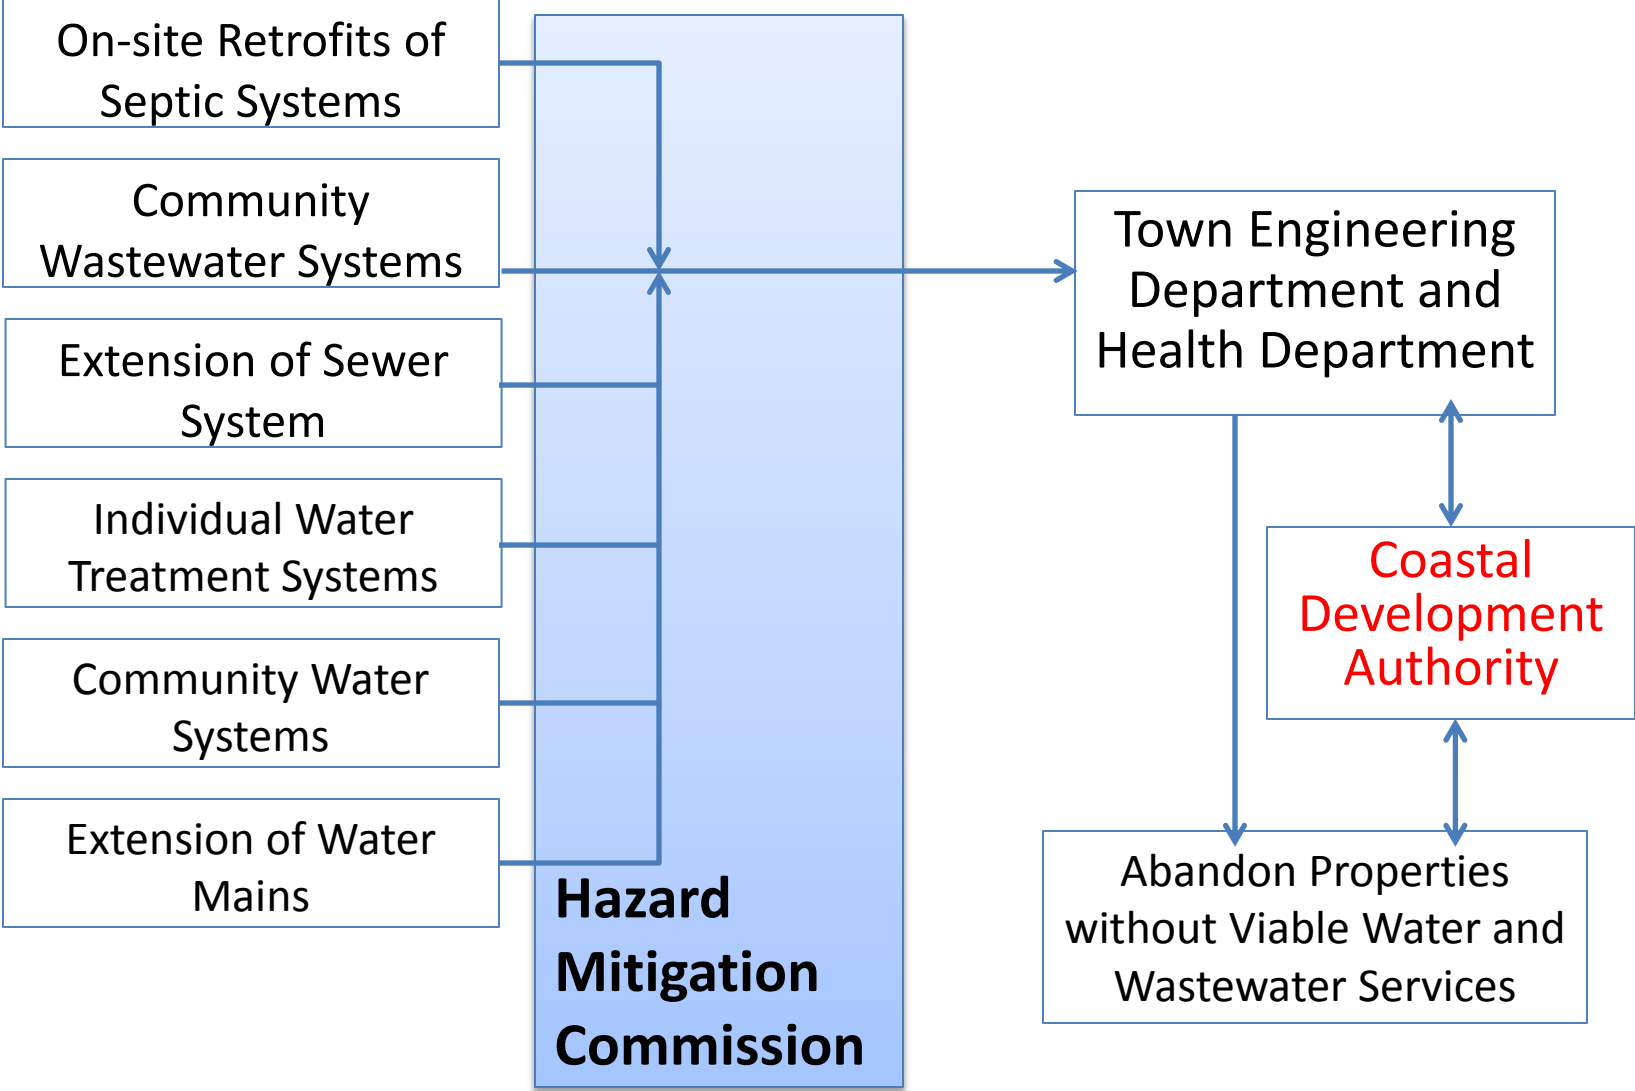 On-site Retrofits of
Septic Systems
Community
Wastewater Systems
Extension of Sewer
System
Individual Water
Treatment Systems
Community Water
Systems
Extension of Water
Mains
Hazard
Mitigation
Commission
Town Engineering
Department and
Health Department
Coastal
Development
Authority
Abandon Properties
without Viable Water and
Wastewater Services